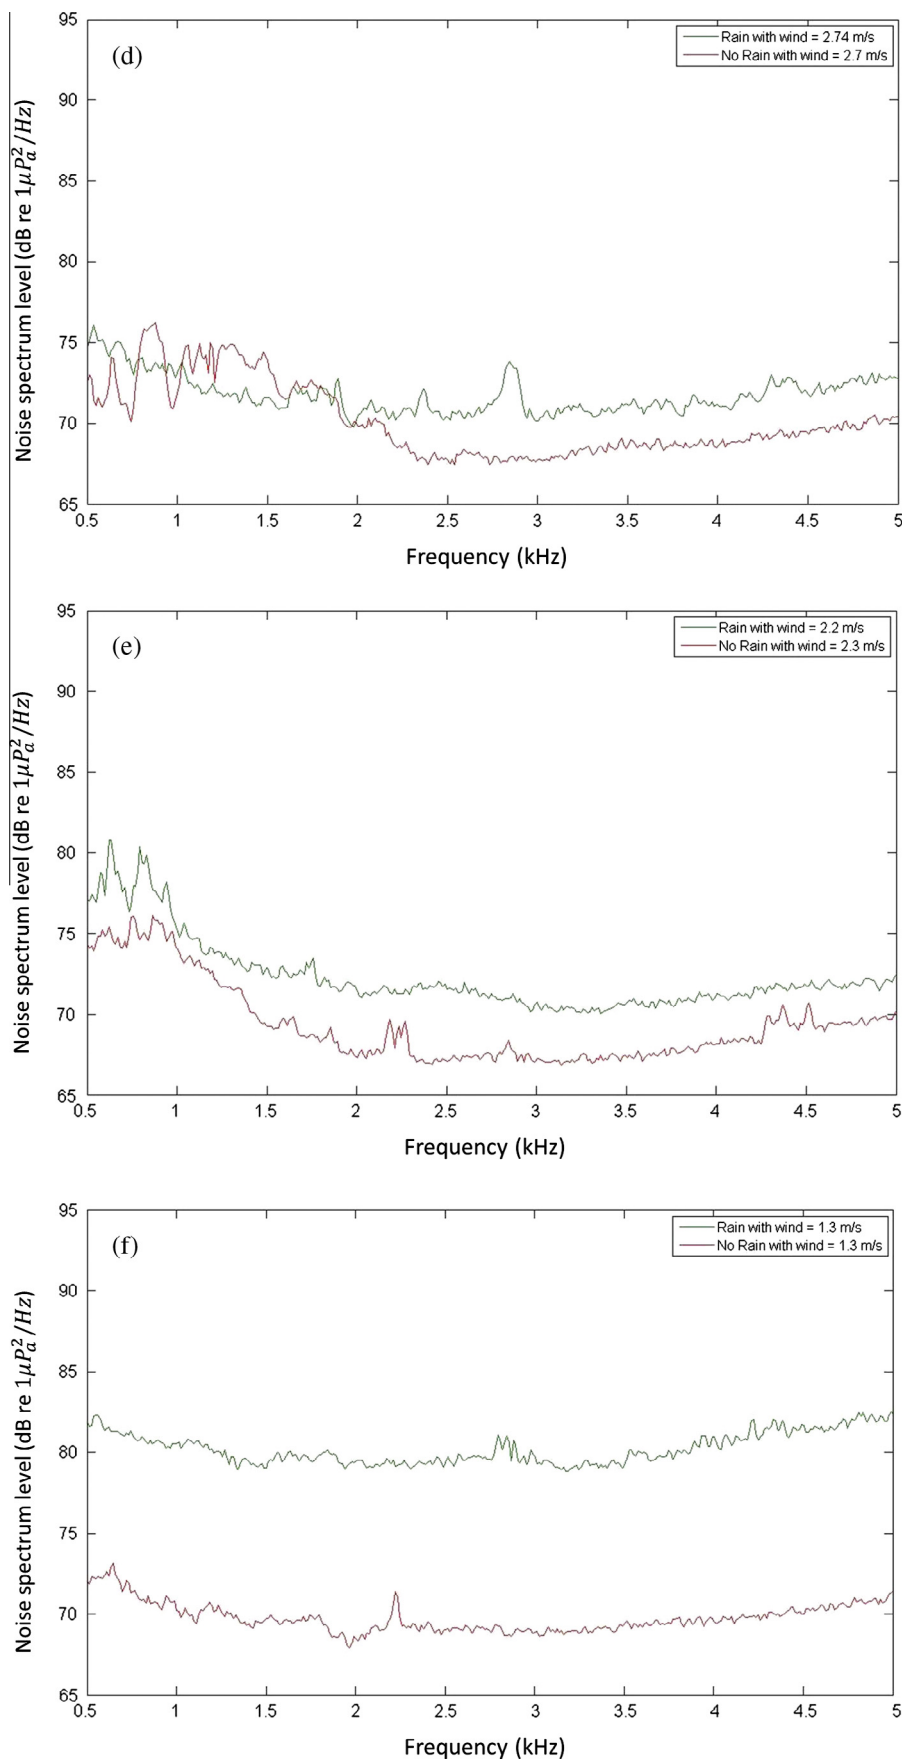 95
90
85
80
75
70
65
(d)
Rain with wind = 2.74 m/s
No Rain with wind = 2.7 m/s
Noise spectrum level (dB re 1μPₐ²/Hz)
0.5 1 1.5 2 2.5 3 3.5 4 4.5 5
Frequency (kHz)
95
90
85
80
75
70
65
(e)
Rain with wind = 2.2 m/s
No Rain with wind = 2.3 m/s
Noise spectrum level (dB re 1μPₐ²/Hz)
0.5 1 1.5 2 2.5 3 3.5 4 4.5 5
Frequency (kHz)
95
90
85
80
75
70
65
(f)
Rain with wind = 1.3 m/s
No Rain with wind = 1.3 m/s
Noise spectrum level (dB re 1μPₐ²/Hz)
0.5 1 1.5 2 2.5 3 3.5 4 4.5 5
Frequency (kHz)